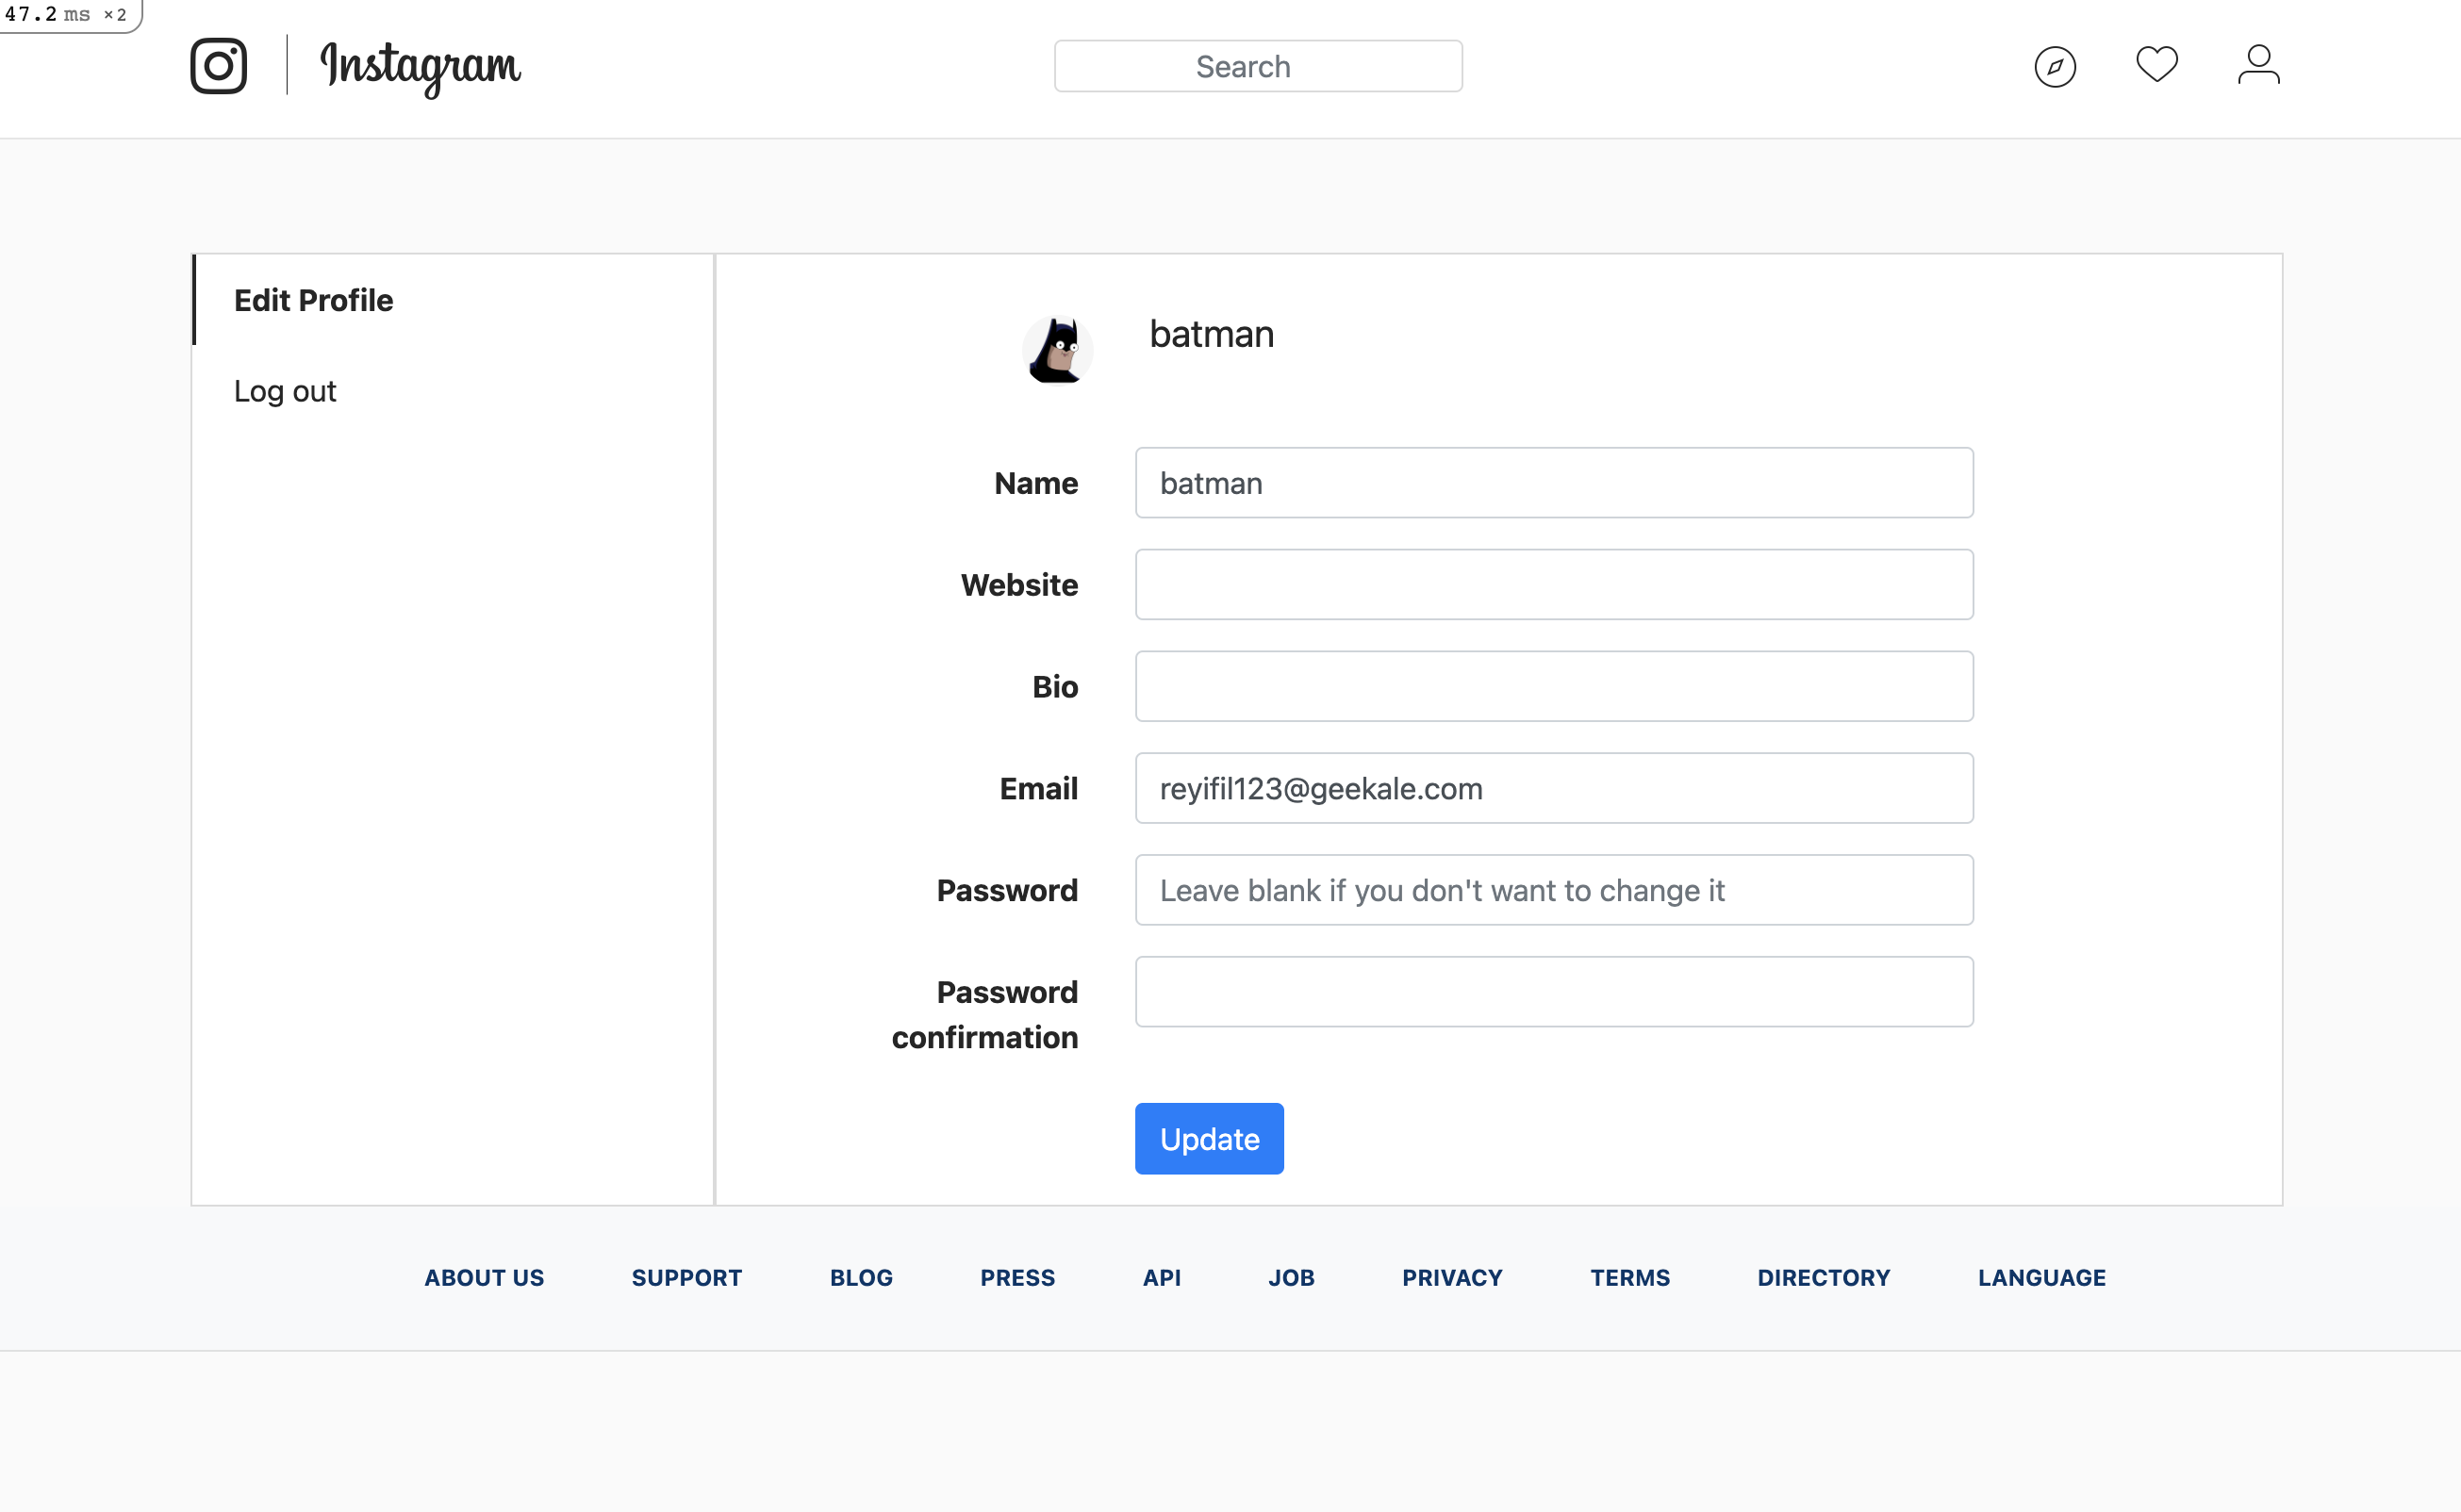 47.2 ms ×2
Instagram
Search
Edit Profile
Log out
batman
Name
batman
Website
Bio
Email
reyifil123@geekale.com
Password
Leave blank if you don't want to change it
Password
confirmation
Update
ABOUT US SUPPORT BLOG PRESS API JOB PRIVACY TERMS DIRECTORY LANGUAGE